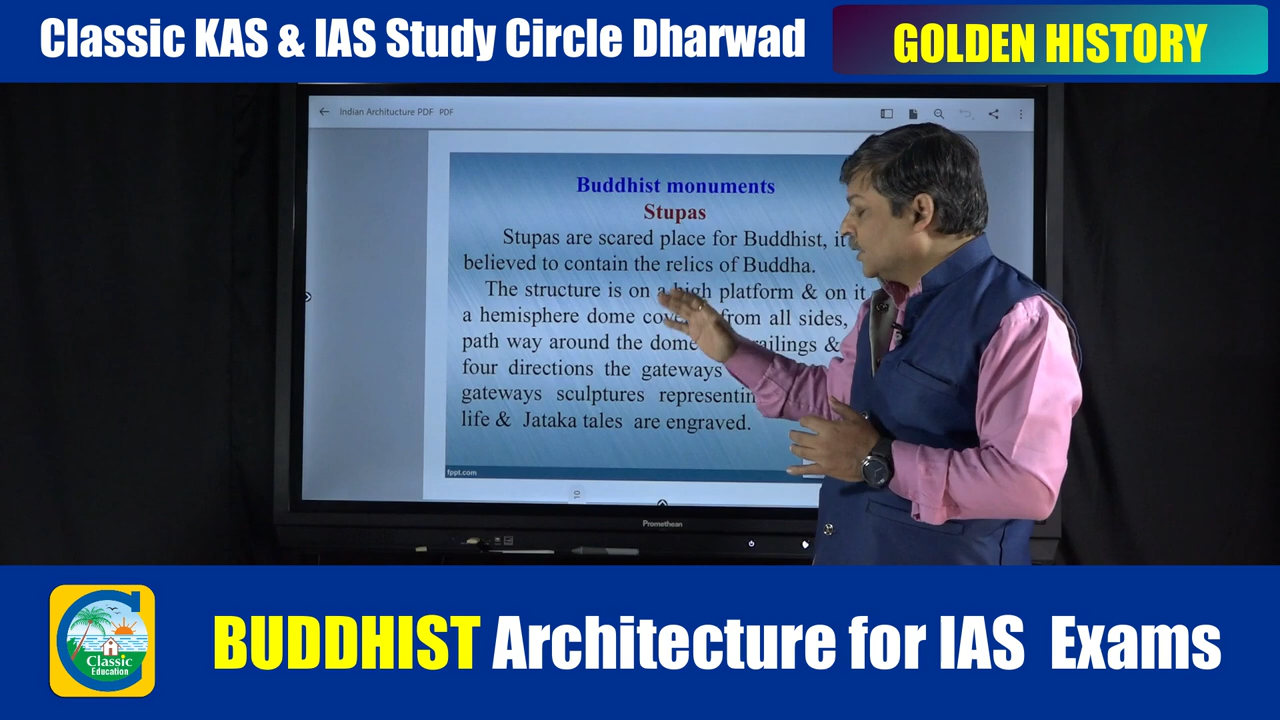 Classic KAS & IAS Study Circle Dharwad
GOLDEN HISTORY
Indian Architucture PDF PDF
Buddhist monuments
Stupas
Stupas are scared place for Buddhist, it
believed to contain the relics of Buddha.
The structure is on a high platform & on it
a hemisphere dome from all sides,
path way around the dome railings &
four directions the gateways
gateways sculptures
life & Jataka tales are engraved.
fppt.com
10
Promethean
Classic
Education
BUDDHIST Architecture for IAS Exams